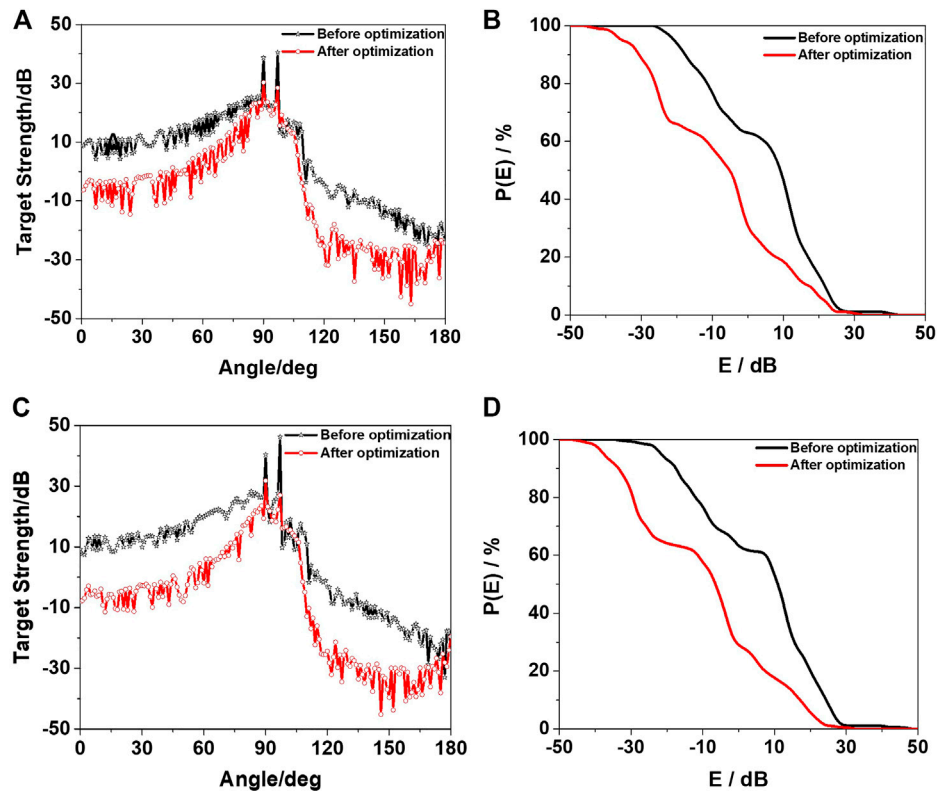 A
50
30
10
-10
-30
-50
Target Strength/dB
Before optimization
After optimization
0 30 60 90 120 150 180
Angle/deg
B
100
80
60
40
20
0
P(E) / %
Before optimization
After optimization
-50 -30 -10 10 30 50
E / dB
C
50
30
10
-10
-30
-50
Target Strength/dB
Before optimization
After optimization
0 30 60 90 120 150 180
Angle/deg
D
100
80
60
40
20
0
P(E) / %
Before optimization
After optimization
-50 -30 -10 10 30 50
E / dB